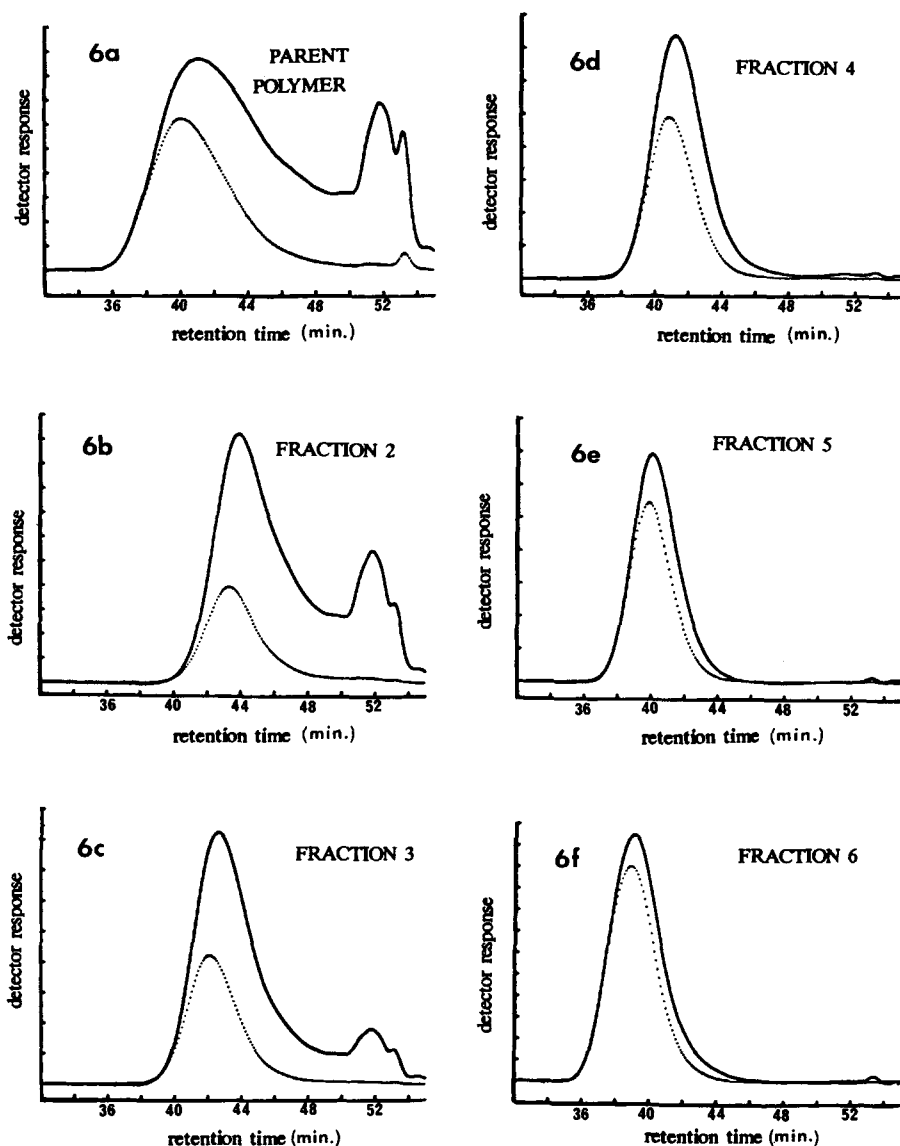 6a
PARENT
POLYMER
detector response
36 40 44 48 52
retention time (min.)
6b
FRACTION 2
detector response
36 40 44 48 52
retention time (min.)
6c
FRACTION 3
detector response
36 40 44 48 52
retention time (min.)
6d
FRACTION 4
detector response
36 40 44 48 52
retention time (min.)
6e
FRACTION 5
detector response
36 40 44 48 52
retention time (min.)
6f
FRACTION 6
detector response
36 40 44 48 52
retention time (min.)